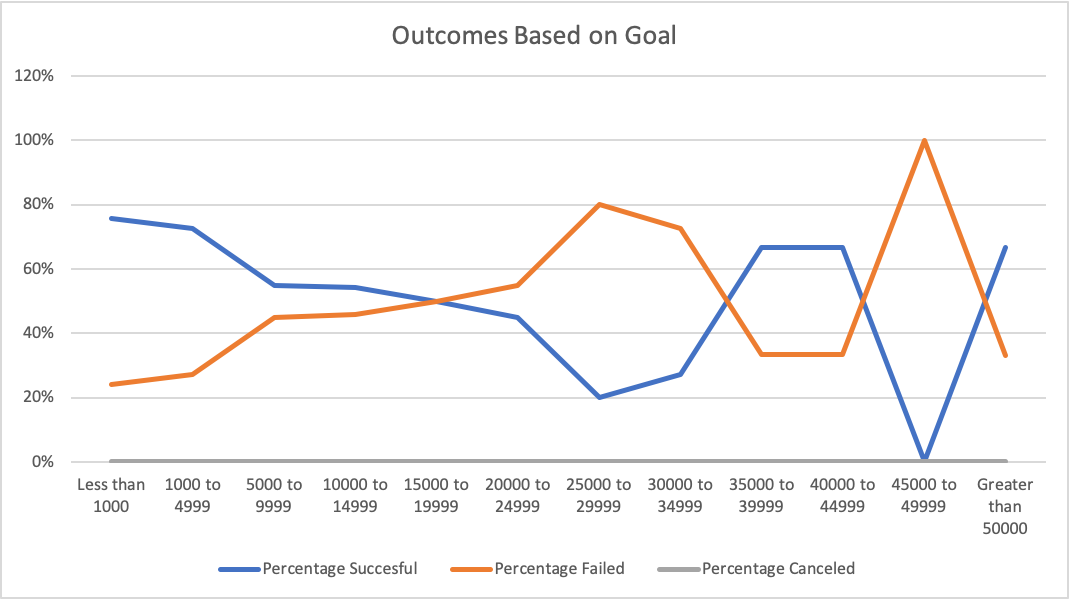 Outcomes Based on Goal
120%
100%
80%
60%
40%
20%
0%
Less than 1000 to 5000 to 10000 to 15000 to 20000 to 25000 to 30000 to 35000 to 40000 to 45000 to Greater
1000 4999 9999 14999 19999 24999 29999 34999 39999 44999 49999 than
50000
Percentage Succesful Percentage Failed Percentage Canceled